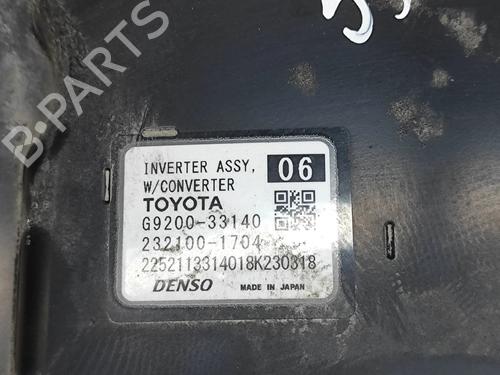 B-PARTS
INVERTER ASSY, 06
W/CONVERTER
TOYOTA
G9200-33140
232100-1704
2252113314018K230318
DENSO MADE IN JAPAN